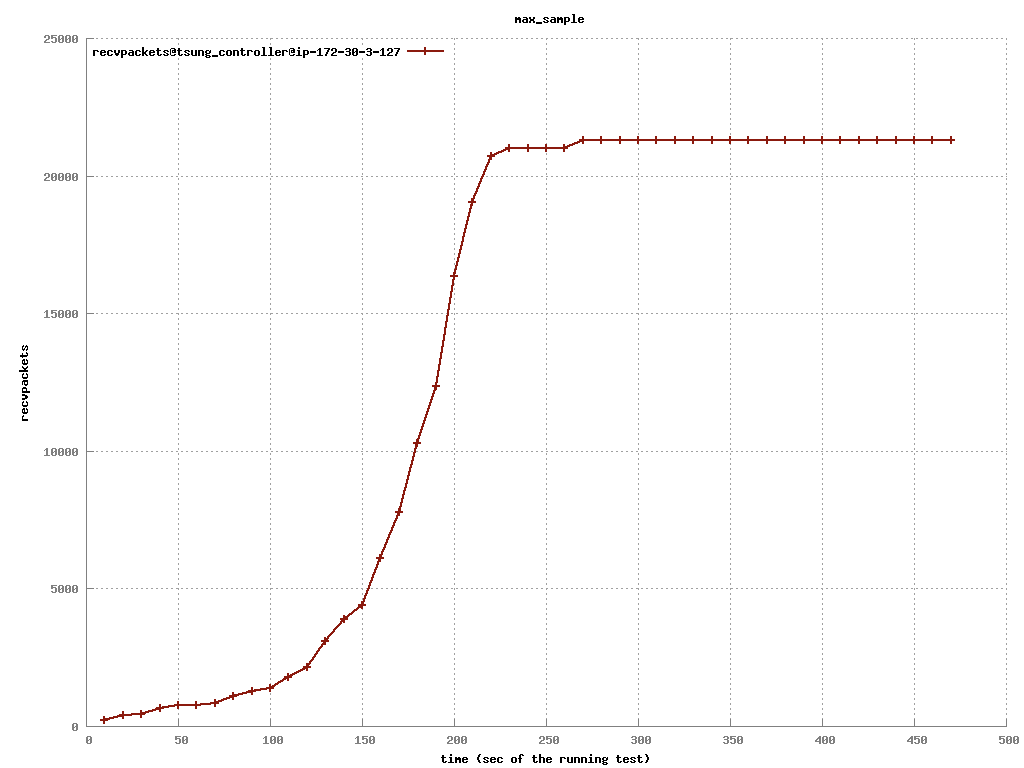 max_sample
25000
recvpackets@tsung_controller@ip-172-30-3-127
20000
15000
recvpackets
10000
5000
0
0 50 100 150 200 250 300 350 400 450 500
time (sec of the running test)